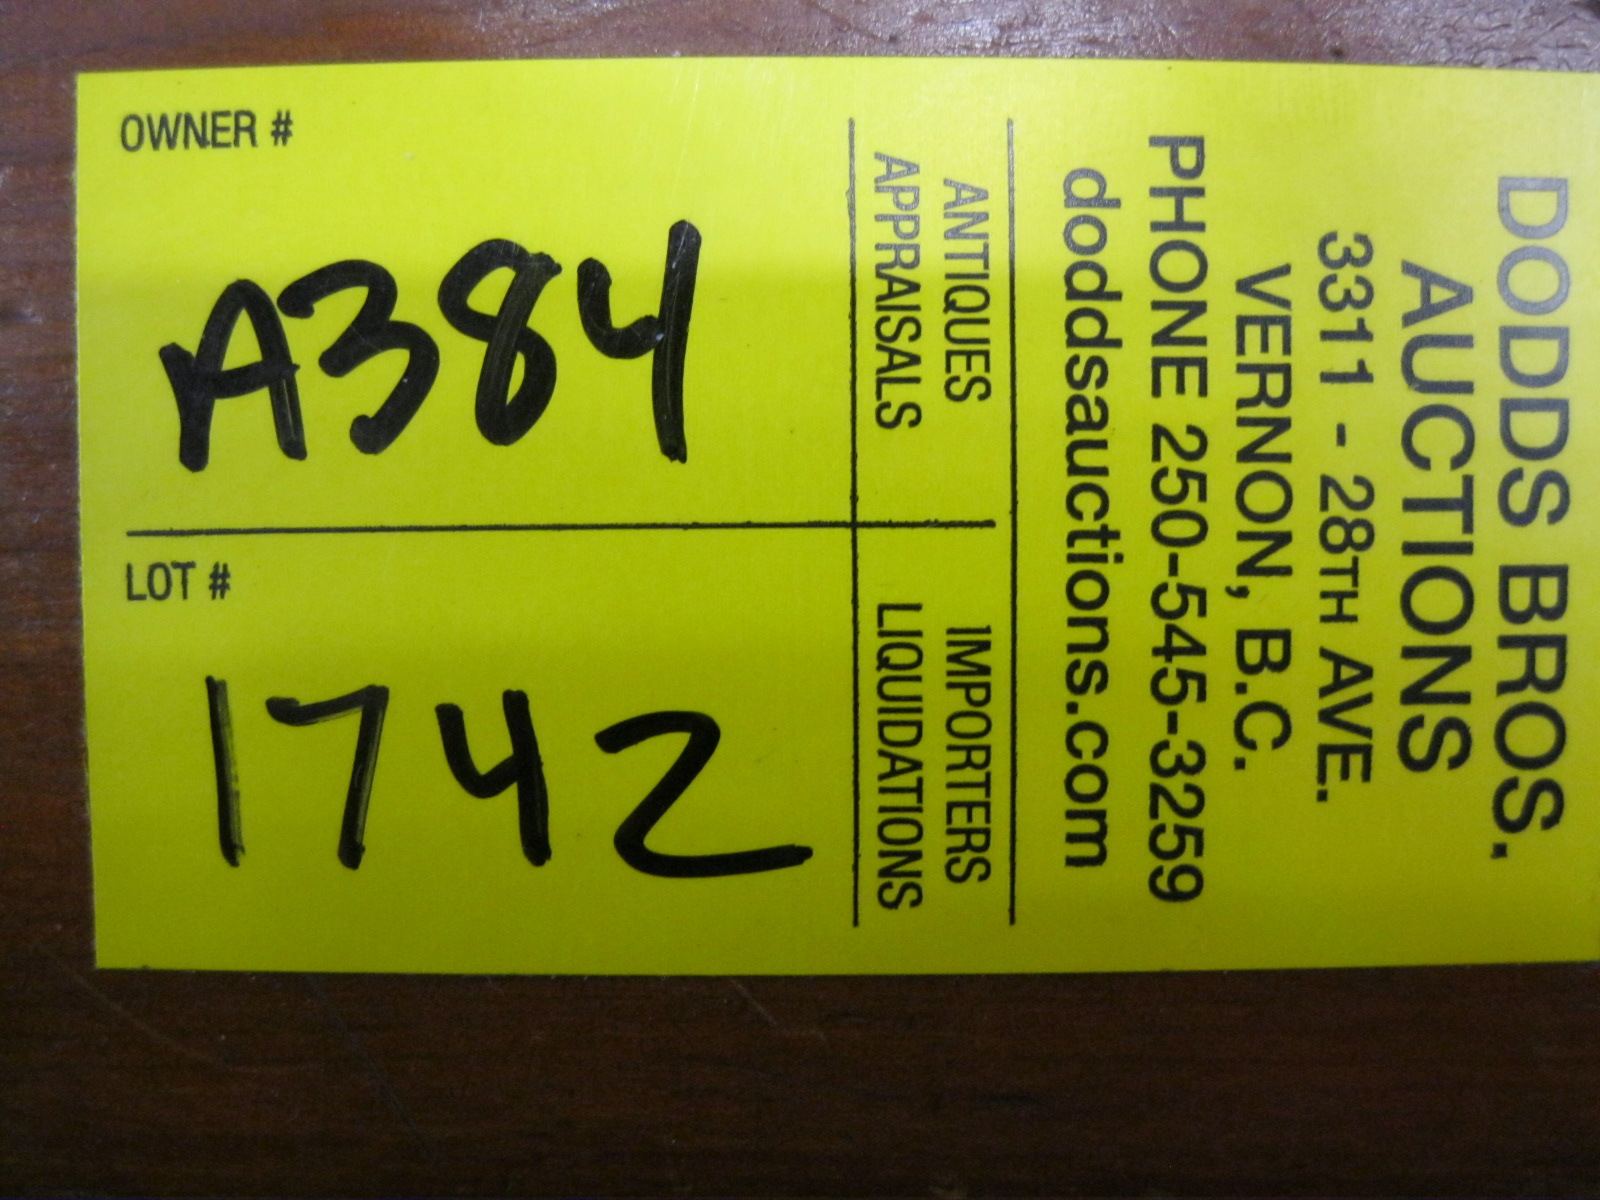 DODDS BROS.
AUCTIONS
3311 - 28TH AVE.
VERNON, B.C.
PHONE 250-545-3259
doddsauctions.com
ANTIQUES
APPRAISALS
IMPORTERS
LIQUIDATIONS
OWNER #
A384
LOT #
1742